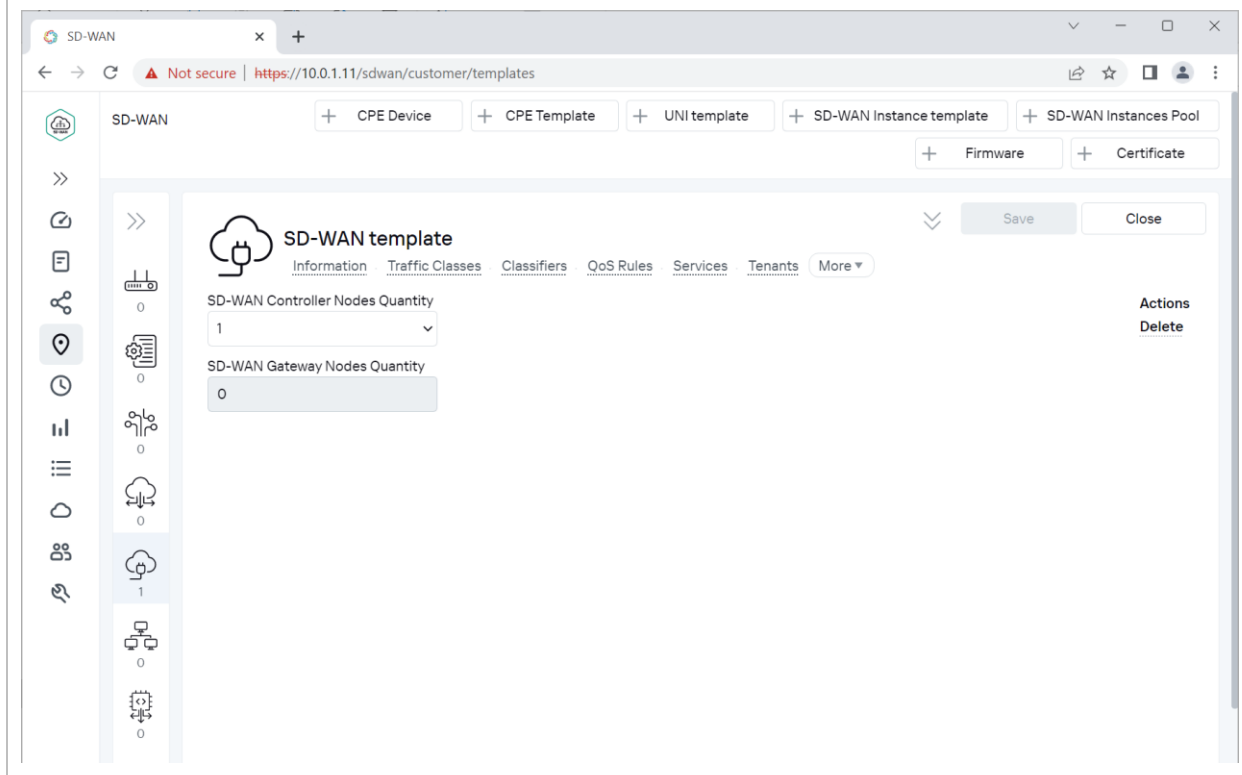 SD-WAN
Not secure | https://10.0.1.11/sdwan/customer/templates
SD-WAN
+ CPE Device
+ CPE Template
+ UNI template
+ SD-WAN Instance template
+ SD-WAN Instances Pool
+ Firmware
+ Certificate
SD-WAN template
Save
Close
Information
Traffic Classes
Classifiers
QoS Rules
Services
Tenants
More
SD-WAN Controller Nodes Quantity
Actions
1
Delete
SD-WAN Gateway Nodes Quantity
0
0
0
0
0
1
0
0